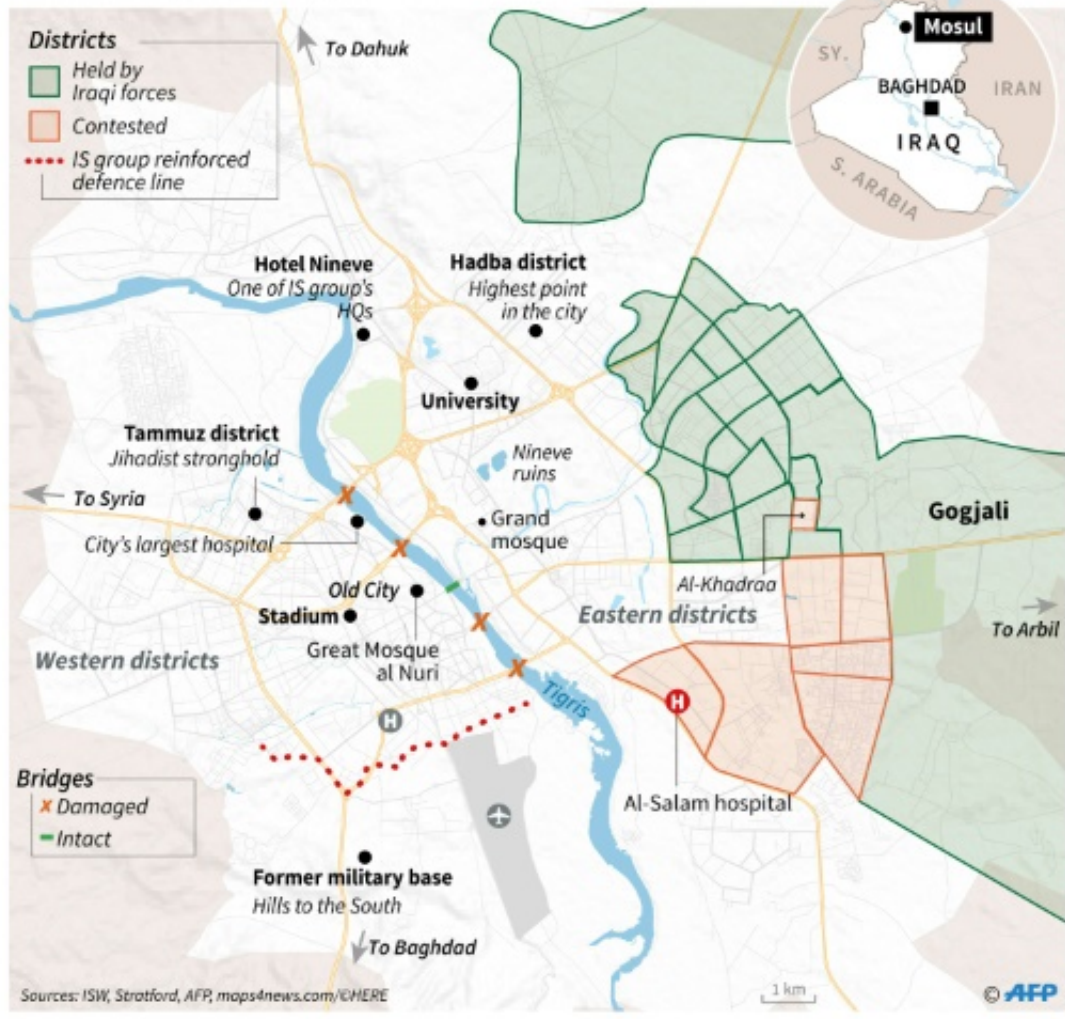 Districts
Held by
Iraqi forces
Contested
IS group reinforced
defence line
To Dahuk
Mosul
SY.
BAGHDAD
IRAN
IRAQ
S. ARABIA
Hotel Nineve
One of IS group's
HQs
Hadba district
Highest point
in the city
University
Tammuz district
Jihadist stronghold
Nineve
ruins
To Syria
Grand
mosque
Gogjali
City's largest hospital
Al-Khadraa
Old City
Eastern districts
Stadium
To Arbil
Great Mosque
al Nuri
Western districts
Tigris
H
H
Bridges
X Damaged
Intact
Al-Salam hospital
Former military base
Hills to the South
To Baghdad
Sources: ISW, Stratford, AFP, maps4news.com/©HERE
1 km
© AFP